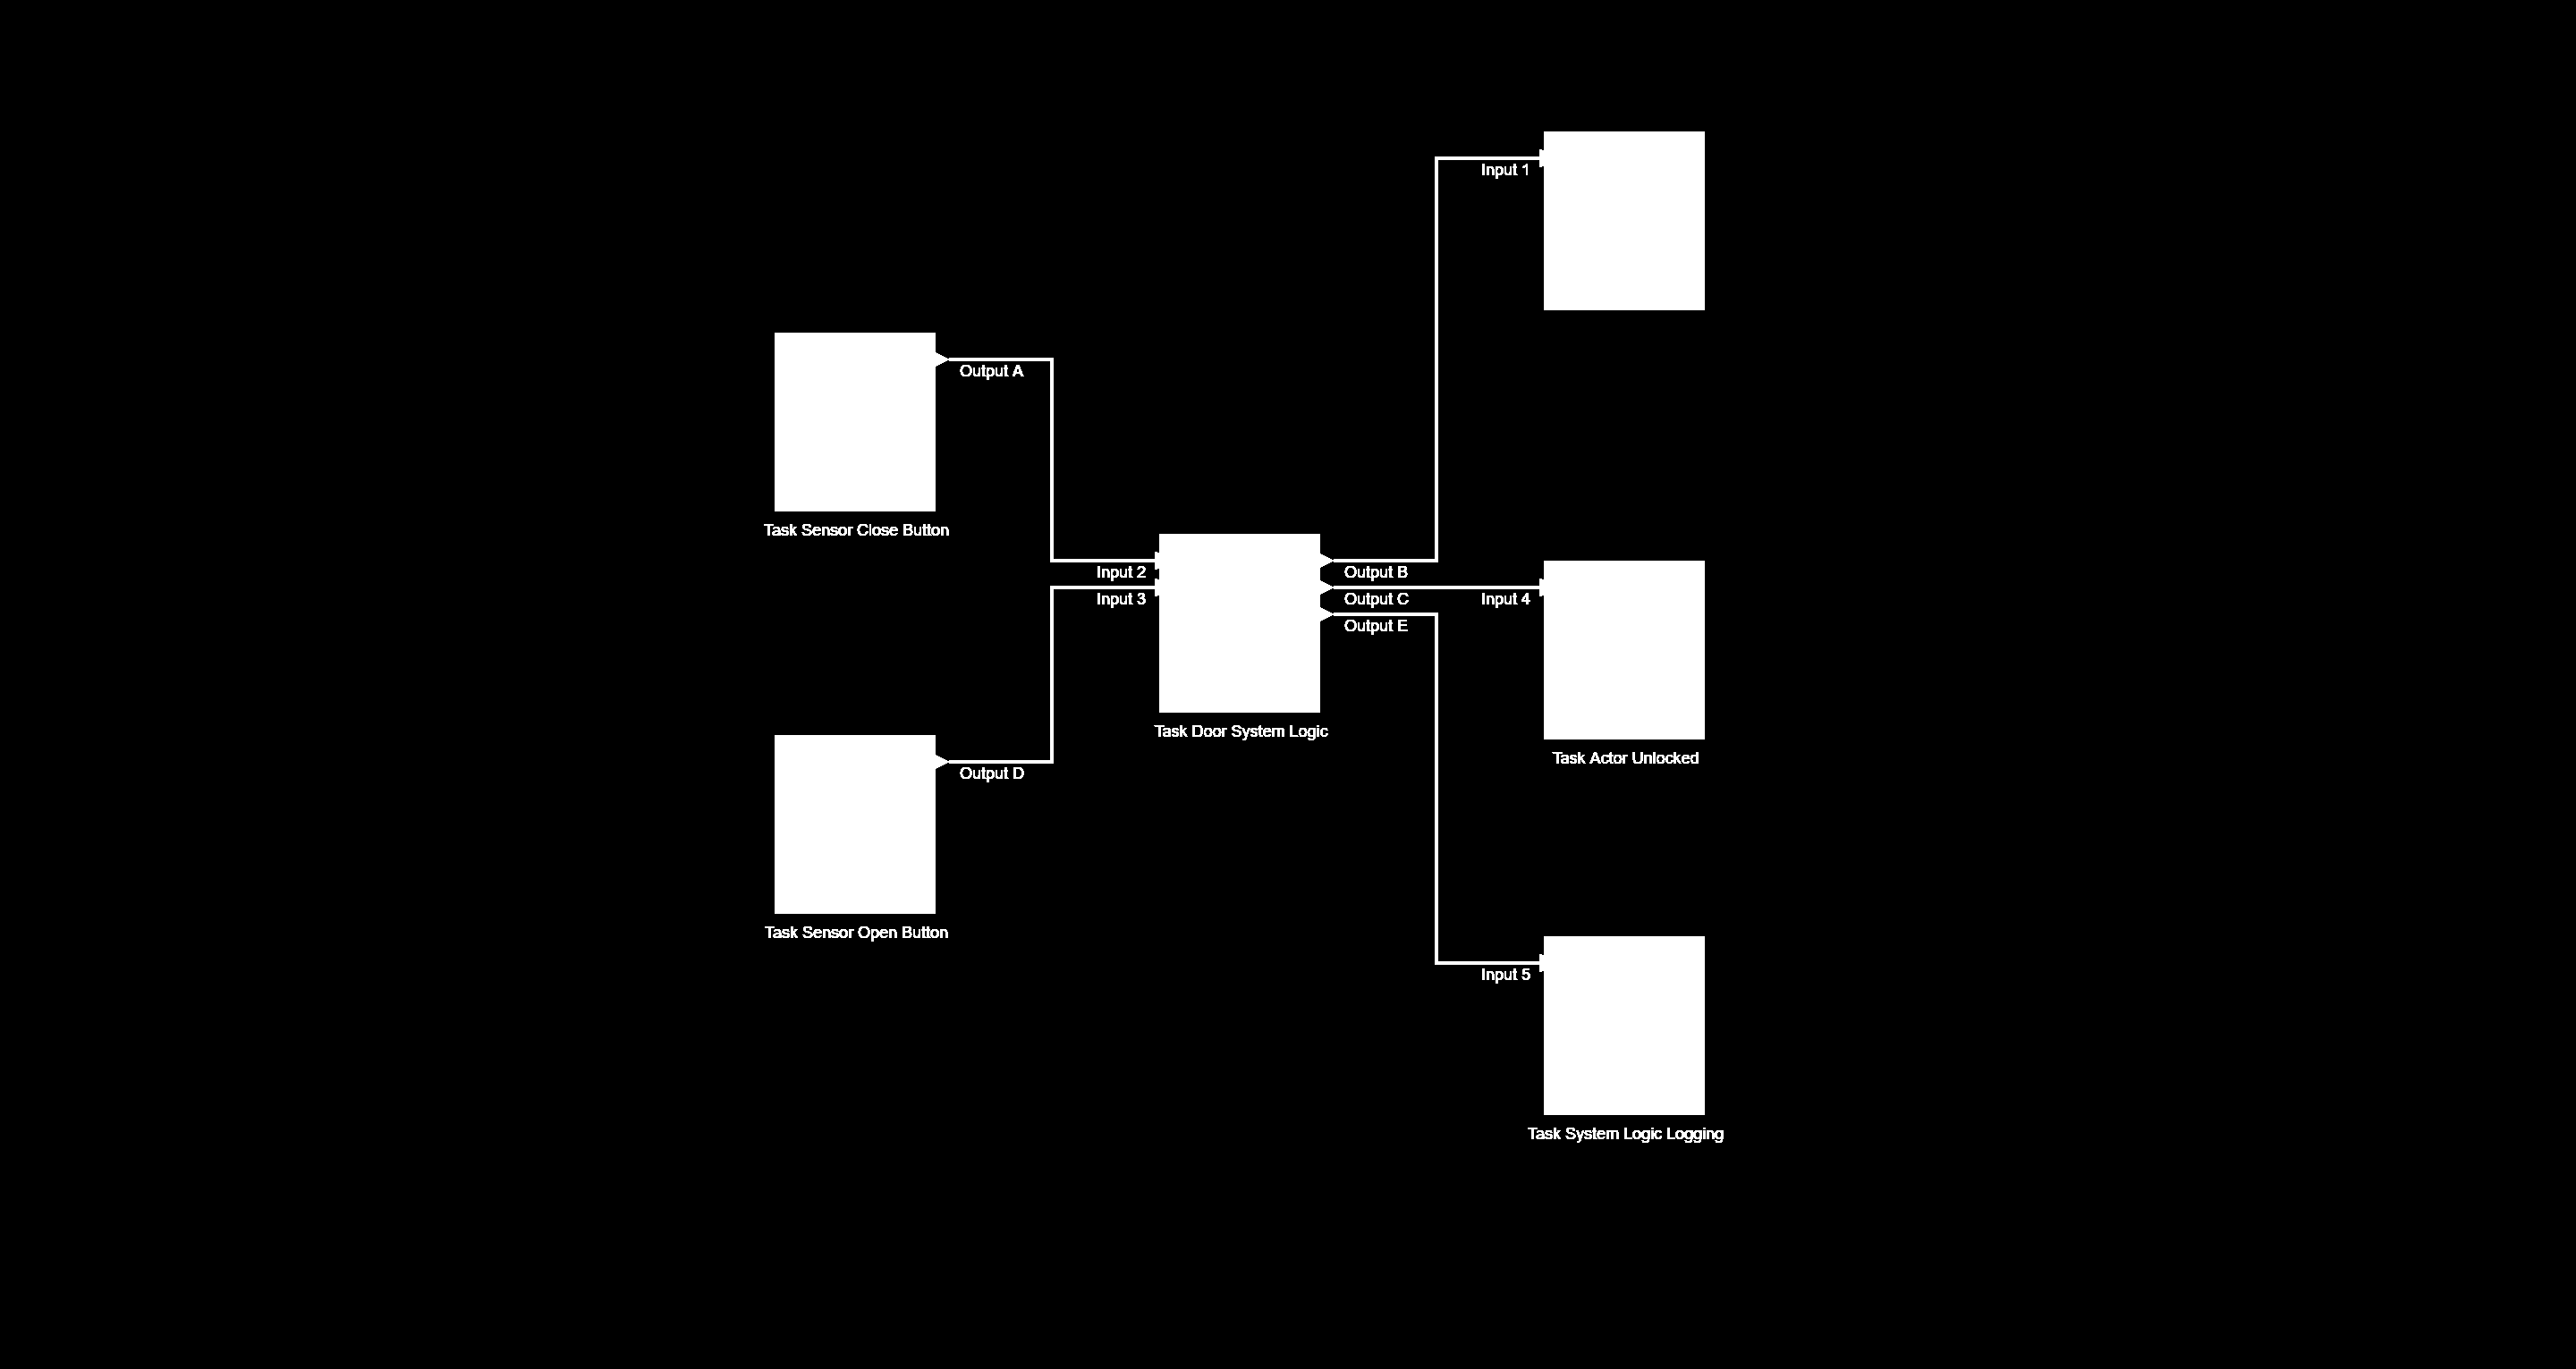 Input 1
Output A
Task Sensor Close Button
Input 2
Output B
Input 3
Output C
Input 4
Output E
Task Door System Logic
Task Actor Unlocked
Output D
Task Sensor Open Button
Input 5
Task System Logic Logging